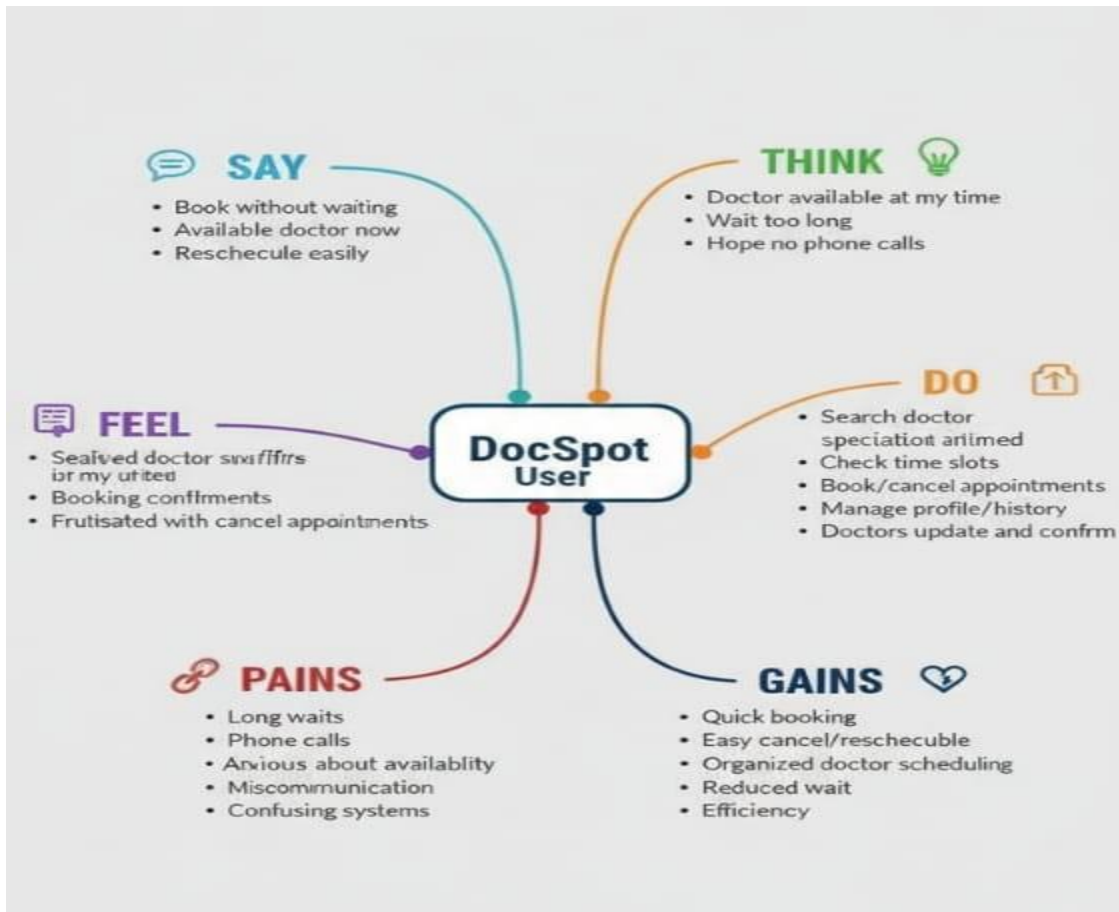 SAY
• Book without waiting
• Available doctor now
• Reschecule easily
THINK
• Doctor available at my time
• Wait too long
• Hope no phone calls
FEEL
• doctor
my
• Booking conflrments
• Frutisated with cancel appointments
DocSpot
User
DO
• Search doctor
• Check time slots
• Book/cancel appointments
• Manage profile/history
• Doctors update and confrm
PAINS
• Long waits
• Phone calls
• Anxious about availablity
• Miscommunication
• Confusing systems
GAINS
• Quick booking
• Easy cancel/reschecuble
• Organized doctor scheduling
• Reduced wait
• Efficiency